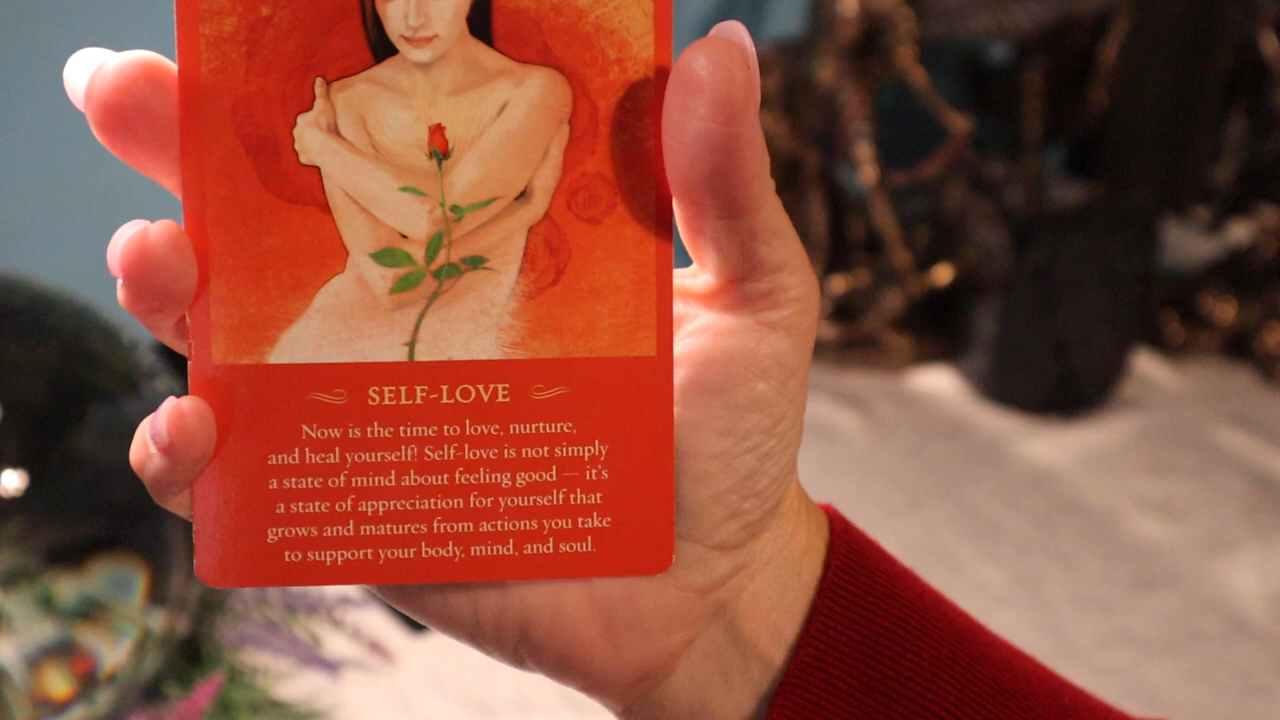 SELF-LOVE
Now is the time to love, nurture,
and heal yourself! Self-love is not simply
a state of mind about feeling good — it's
a state of appreciation for yourself that
grows and matures from actions you take
to support your body, mind, and soul.